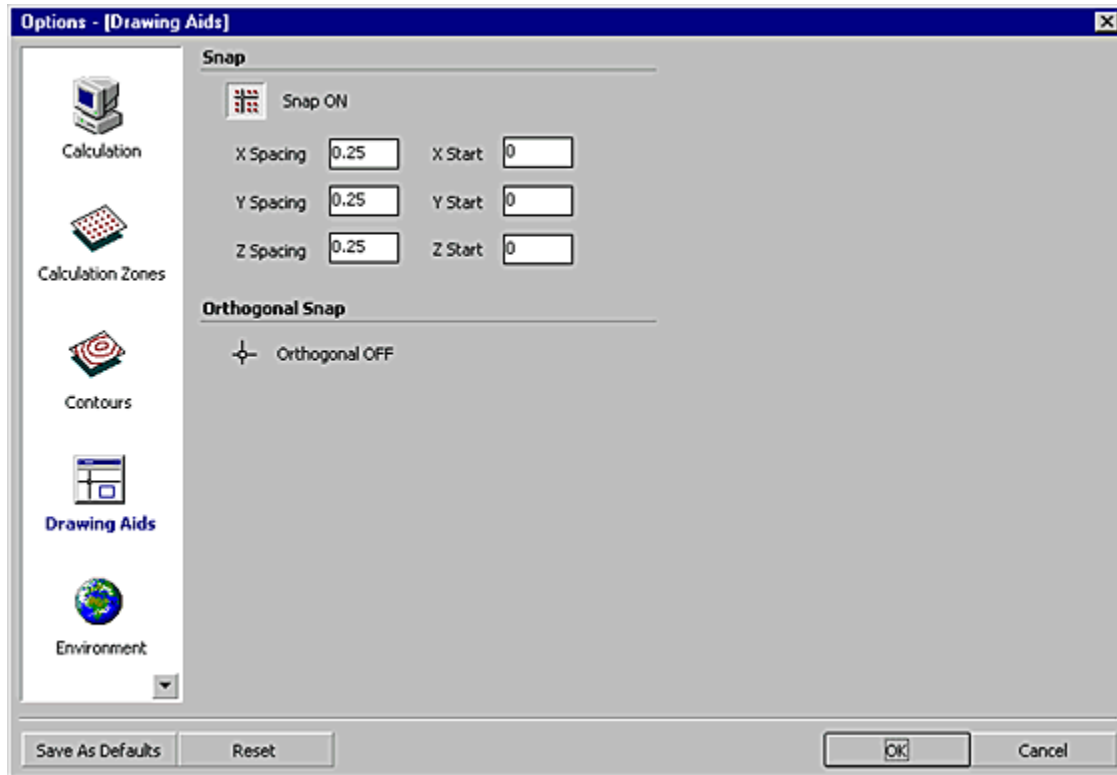 Options - [Drawing Aids]
Calculation
Calculation Zones
Contours
Drawing Aids
Environment
Snap
Snap ON
X Spacing 0.25 X Start 0
Y Spacing 0.25 Y Start 0
Z Spacing 0.25 Z Start 0
Orthogonal Snap
Orthogonal OFF
Save As Defaults Reset OK Cancel